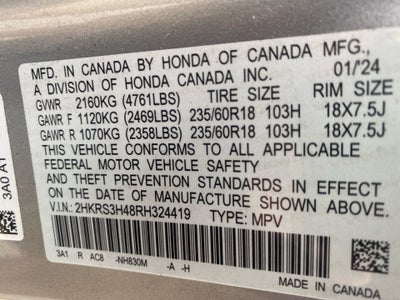 MFD. IN CANADA BY HONDA OF CANADA MFG.,
A DIVISION OF HONDA CANADA INC. 01/'24
GVWR 2160KG (4761LBS) TIRE SIZE RIM SIZE
GAWR F 1120KG (2469LBS) 235/60R18 103H 18X7.5J
GAWR R 1070KG (2358LBS) 235/60R18 103H 18X7.5J
THIS VEHICLE CONFORMS TO ALL APPLICABLE
FEDERAL MOTOR VEHICLE SAFETY
AND THEFT PREVENTION STANDARDS IN EFFECT
ON THE DATE OF MANUFACTURE SHOWN ABOVE.
V.I.N.: 2HKRS3H48RH324419 TYPE: MPV
3A1 R AC8 -NH830M -A -H
MADE IN CANADA
3A0 A1